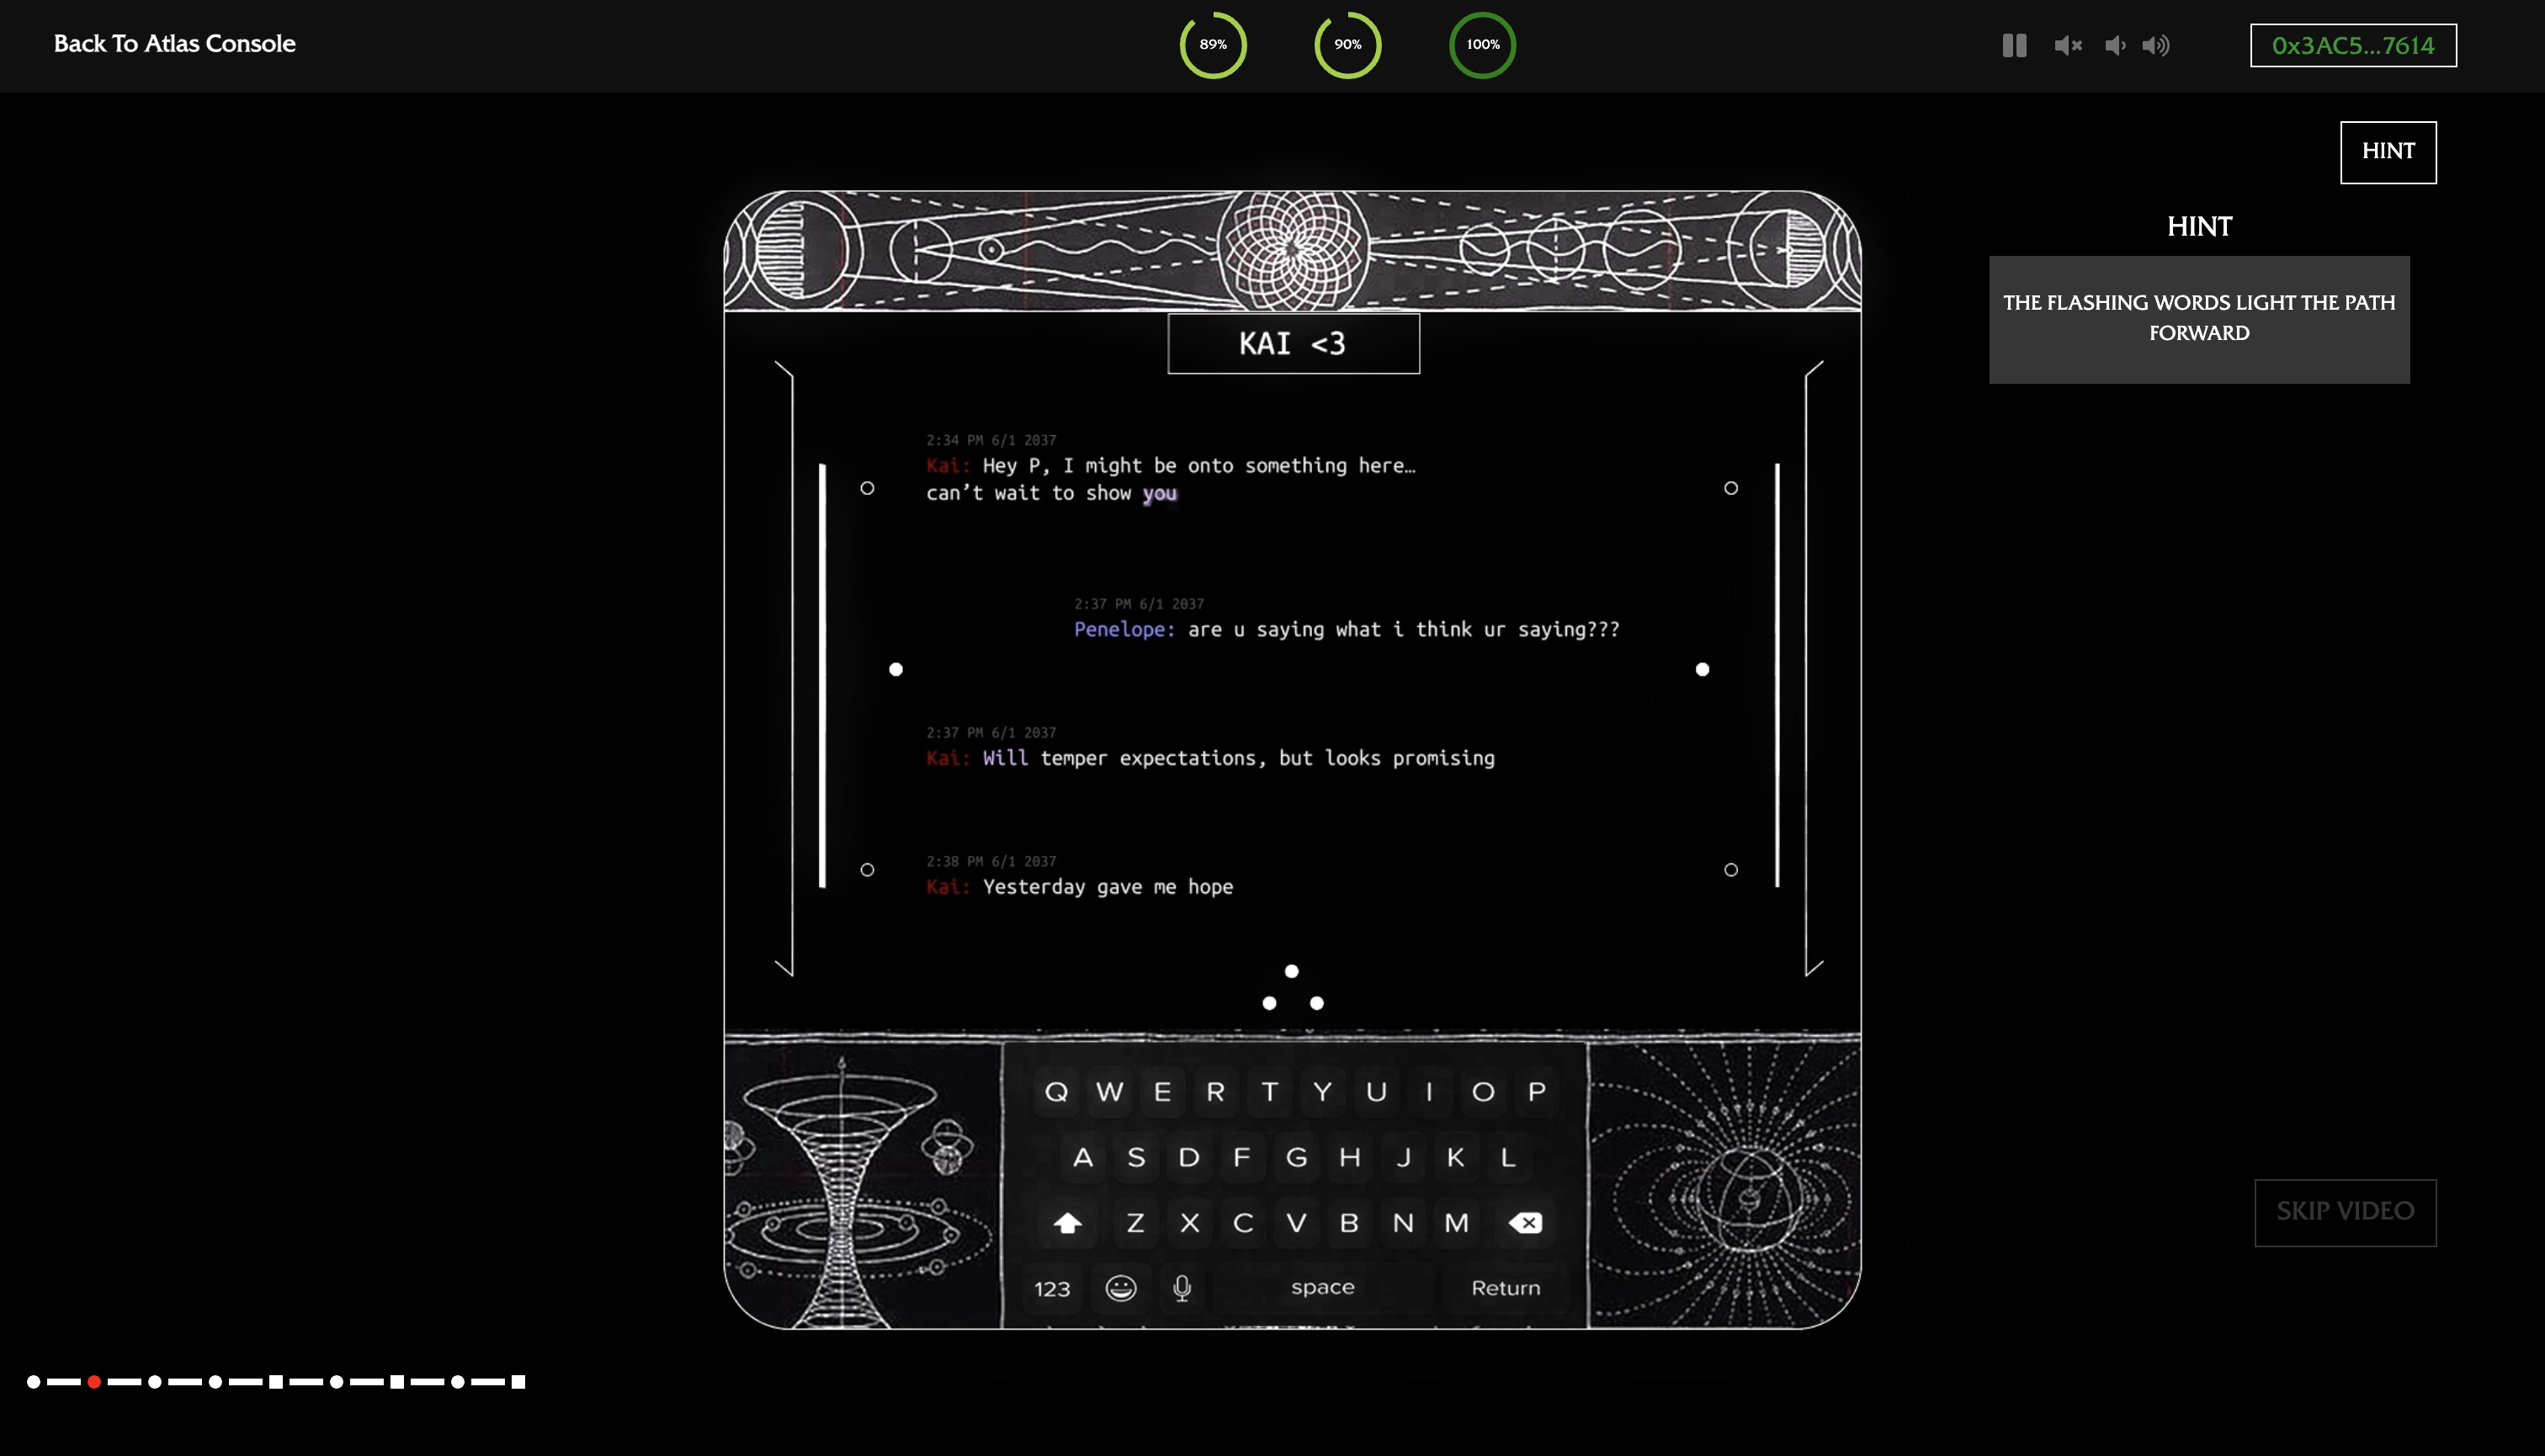 Back To Atlas Console
89%
90%
100%
0x3AC5...7614
HINT
HINT
THE FLASHING WORDS LIGHT THE PATH
FORWARD
KAI <3
2:34 PM 6/1 2037
Kai: Hey P, I might be onto something here…
can’t wait to show you
2:37 PM 6/1 2037
Penelope: are u saying what i think ur saying???
2:37 PM 6/1 2037
Kai: Will temper expectations, but looks promising
2:38 PM 6/1 2037
Kai: Yesterday gave me hope
Q W E R T Y U I O P
A S D F G H J K L
Z X C V B N M
123 space Return
SKIP VIDEO